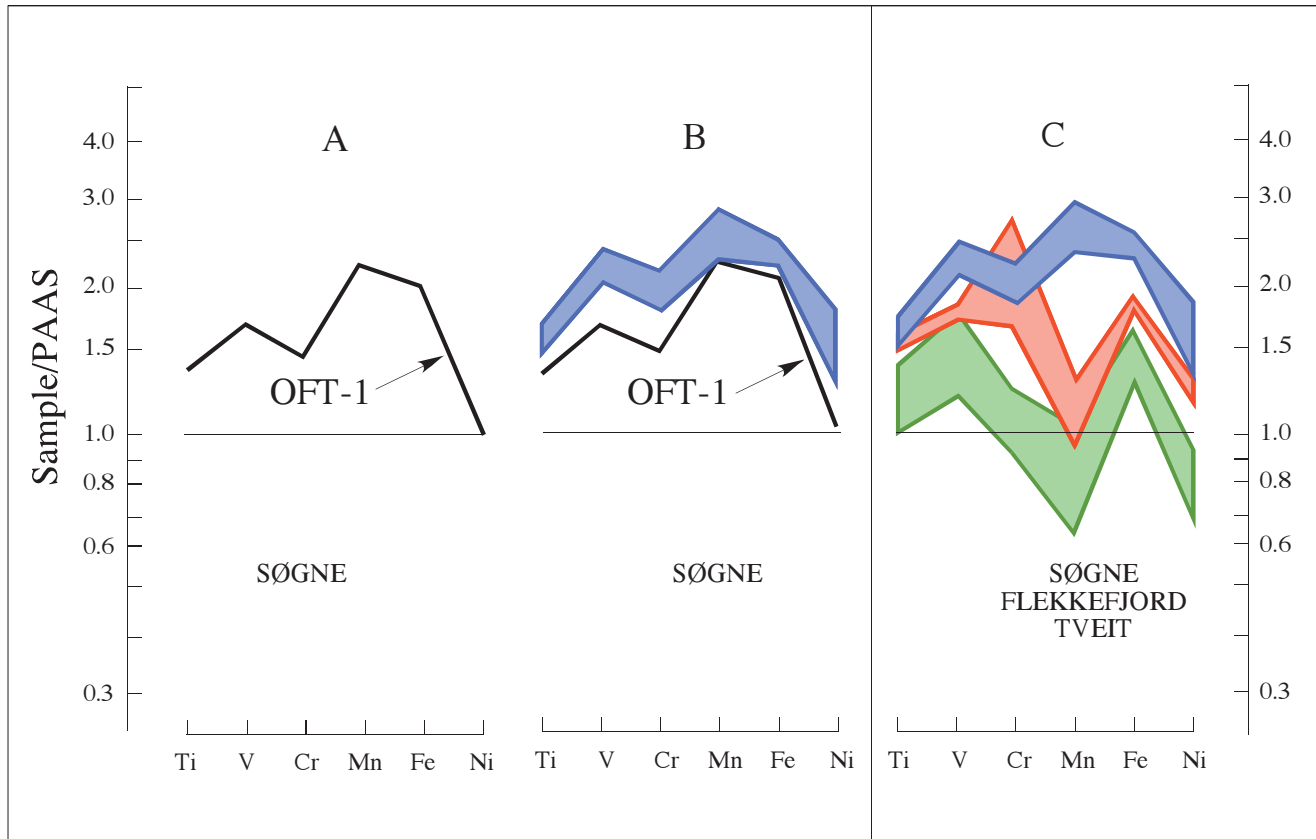 A
B
C
4.0
3.0
2.0
1.5
1.0
0.8
0.6
0.3
Sample/PAAS
OFT-1
OFT-1
4.0
3.0
2.0
1.5
1.0
0.8
0.6
0.3
SØGNE
SØGNE
SØGNE
FLEKKEFJORD
TVEIT
Ti V Cr Mn Fe Ni
Ti V Cr Mn Fe Ni
Ti V Cr Mn Fe Ni